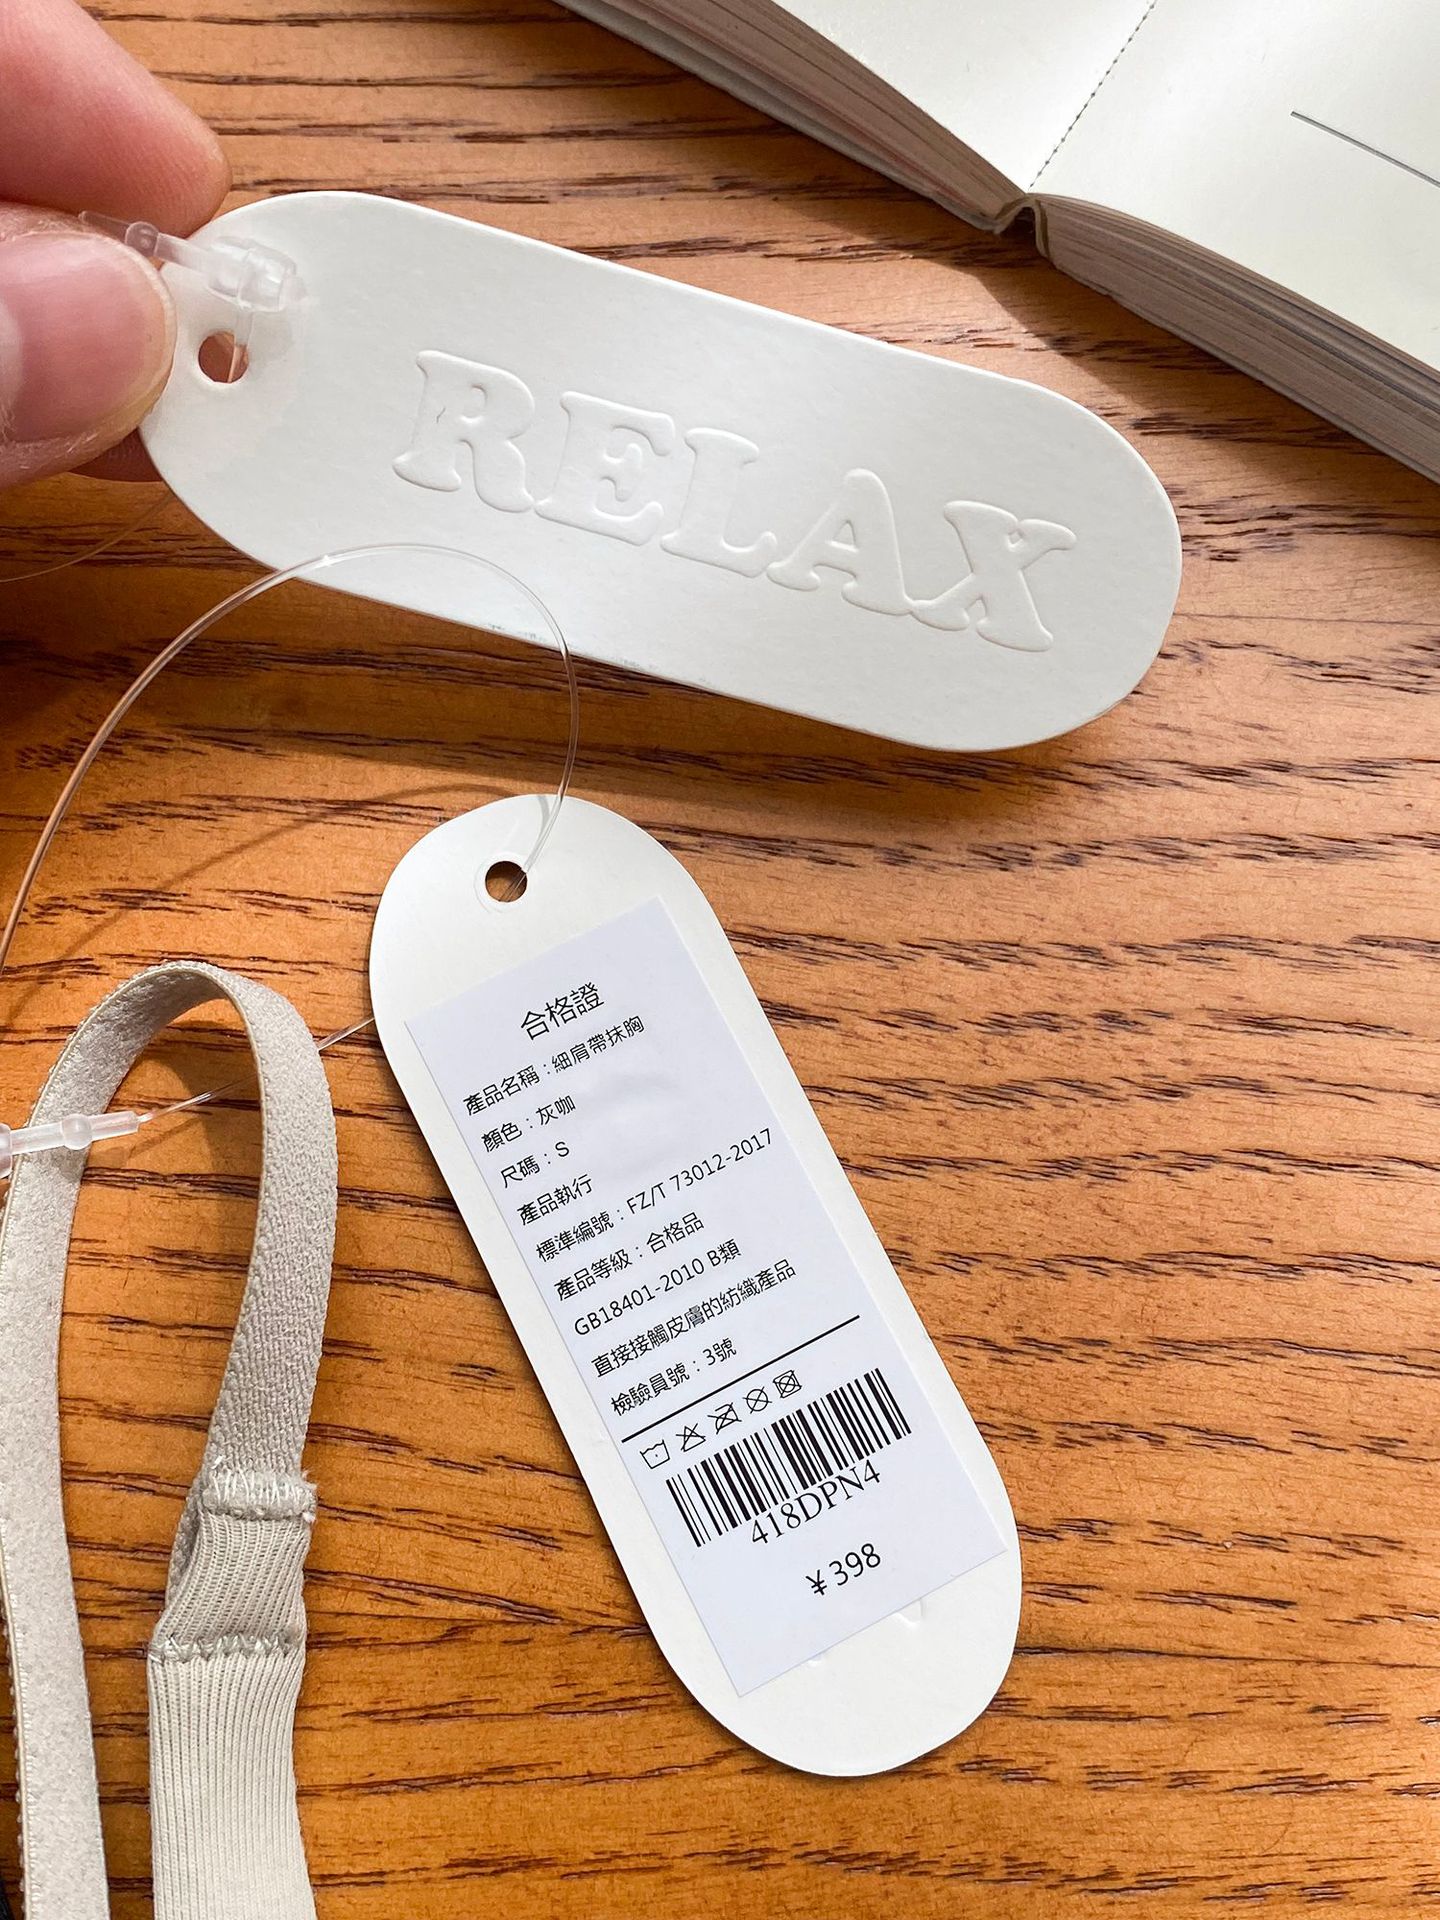 RELAX
合格證
產品名稱：細肩帶抹胸
顏色：灰咖
尺碼：S
產品執行
標準編號：FZ/T 73012-2017
產品等級：合格品
GB18401-2010 B類
直接接觸皮膚的紡織產品
檢驗員號：3號
418DPN4
¥398